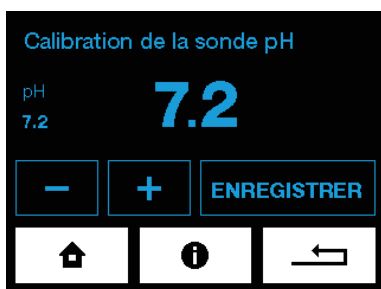 Calibration de la sonde pH
pH
7.2
7.2
− + ENREGISTRER